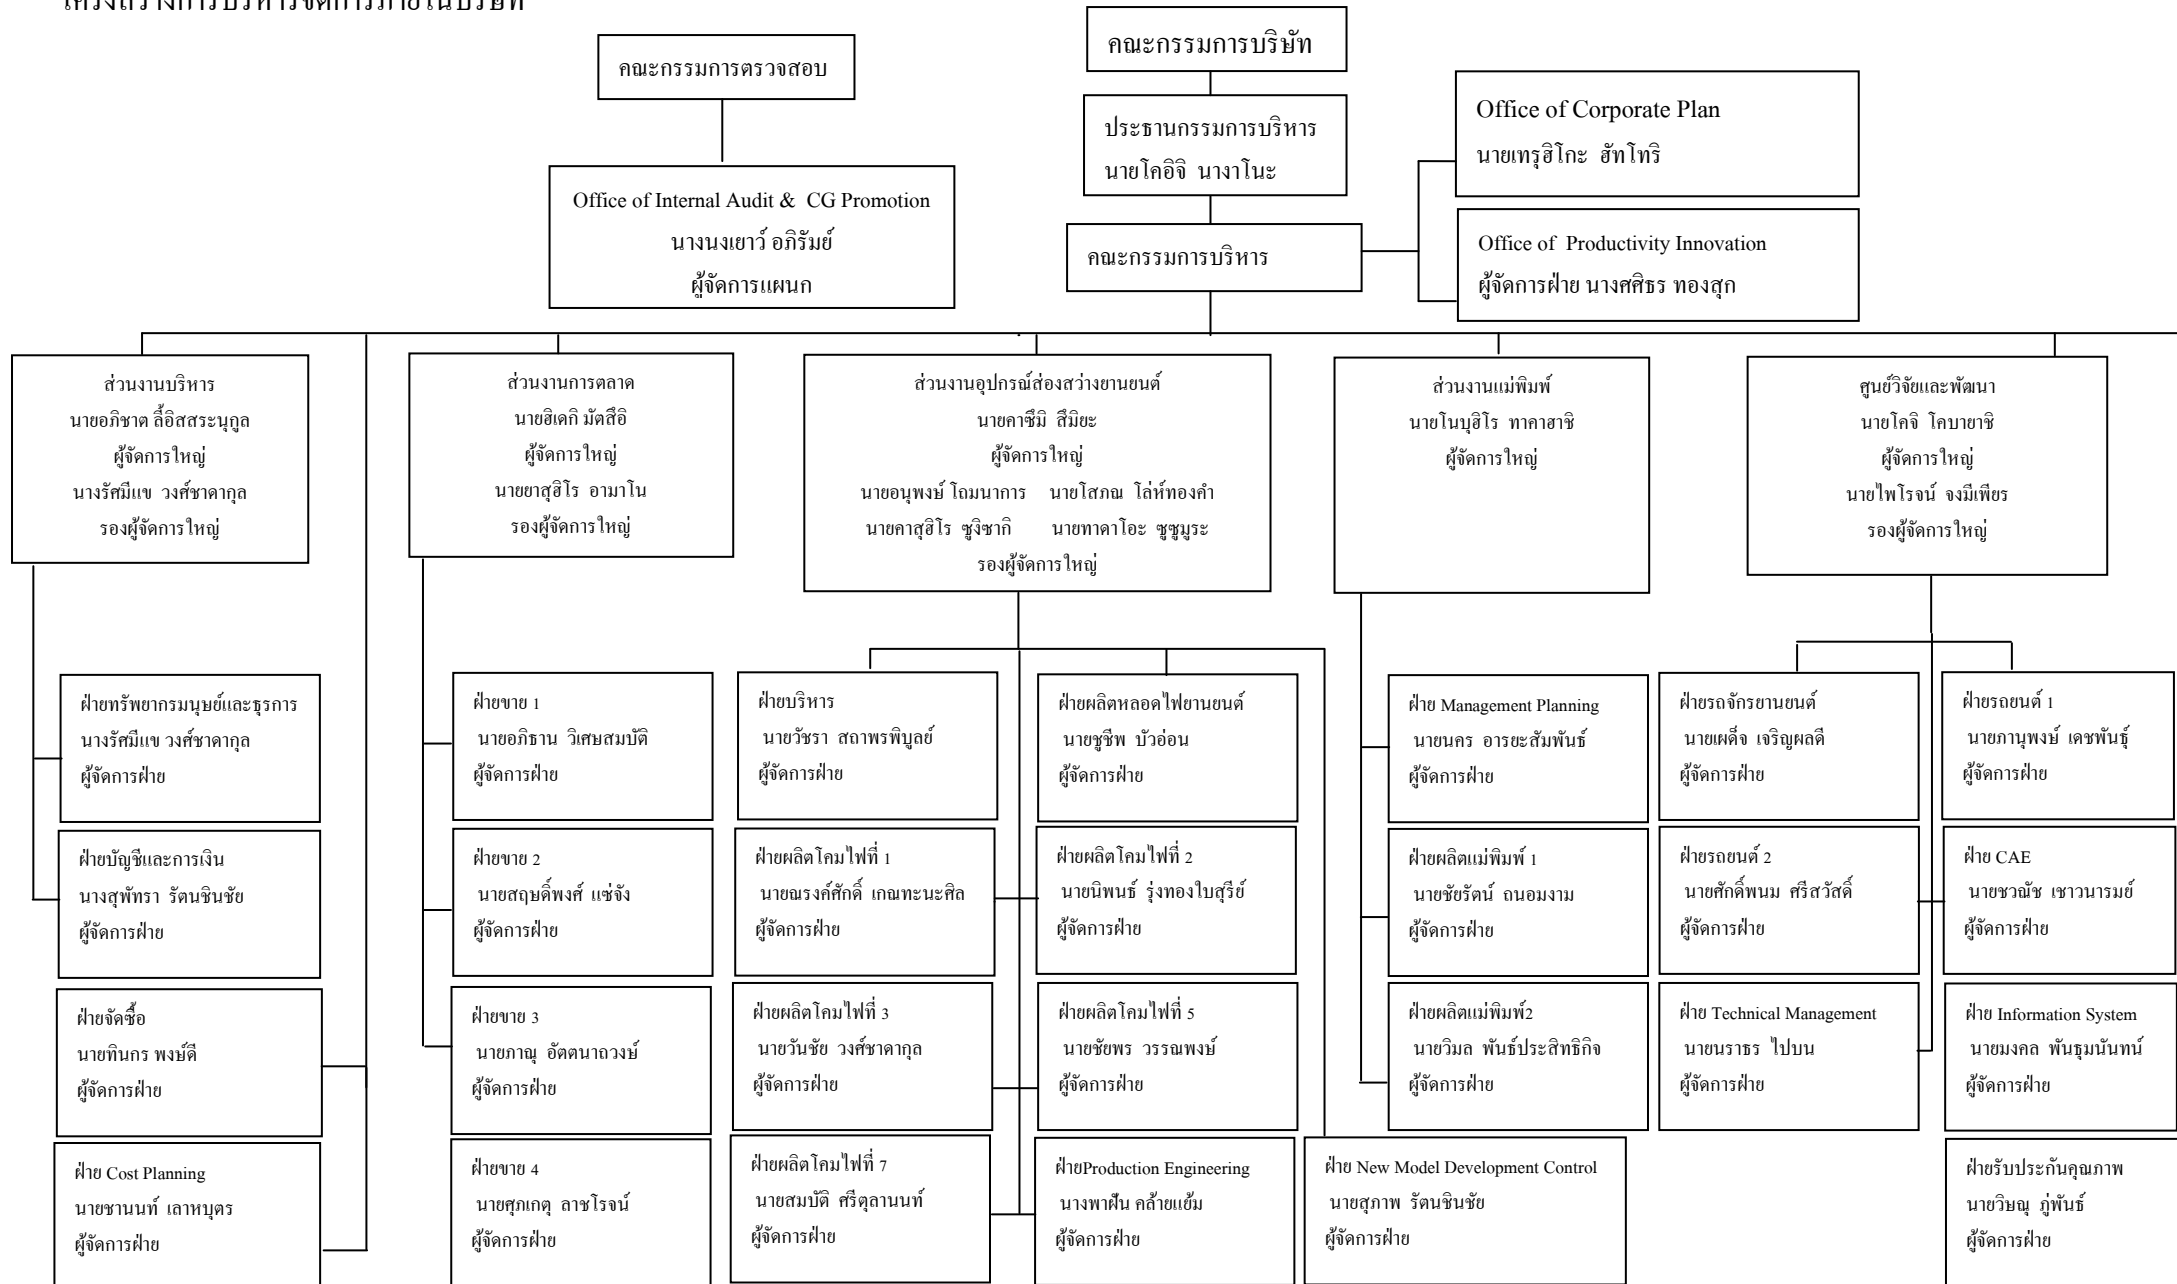 โครงสร้างการบริหารจัดการภายในบริษัท
คณะกรรมการบริษัท
คณะกรรมการตรวจสอบ
ประธานกรรมการบริหาร
นายโคอิจิ นางาโนะ
Office of Corporate Plan
นายเทรุฮิโกะ ฮัทโทริ
Office of Internal Audit & CG Promotion
นางนงเยาว์ อภิรัมย์
ผู้จัดการแผนก
คณะกรรมการบริหาร
Office of Productivity Innovation
ผู้จัดการฝ่าย นางศศิธร ทองสุก
ส่วนงานบริหาร
นายอภิชาต ลี้อิสสระนุกูล
ผู้จัดการใหญ่
นางรัศมีแข วงศ์ชาดากุล
รองผู้จัดการใหญ่
ส่วนงานการตลาด
นายฮิเดกิ มัตสึอิ
ผู้จัดการใหญ่
นายยาสุฮิโร อามาโน
รองผู้จัดการใหญ่
ส่วนงานอุปกรณ์ส่องสว่างยานยนต์
นายคาซึมิ สึมิยะ
ผู้จัดการใหญ่
นายอนุพงษ์ โถมนาการ นายโสภณ โล่ห์ทองคำ
นายคาสุฮิโร ซูงิซากิ นายทาดาโอะ ซูซูมูระ
รองผู้จัดการใหญ่
ส่วนงานแม่พิมพ์
นายโนบุฮิโร ทาคาฮาชิ
ผู้จัดการใหญ่
ศูนย์วิจัยและพัฒนา
นายโคจิ โคบายาชิ
ผู้จัดการใหญ่
นายไพโรจน์ จงมีเพียร
รองผู้จัดการใหญ่
ฝ่ายทรัพยากรมนุษย์และธุรการ
นางรัศมีแข วงศ์ชาดากุล
ผู้จัดการฝ่าย
ฝ่ายขาย 1
นายอภิธาน วิเศษสมบัติ
ผู้จัดการฝ่าย
ฝ่ายบริหาร
นายวัชรา สถาพรพิบูลย์
ผู้จัดการฝ่าย
ฝ่ายผลิตหลอดไฟยานยนต์
นายชูชีพ บัวอ่อน
ผู้จัดการฝ่าย
ฝ่าย Management Planning
นายนคร อารยะสัมพันธ์
ผู้จัดการฝ่าย
ฝ่ายรถจักรยานยนต์
นายเผด็จ เจริญผลดี
ผู้จัดการฝ่าย
ฝ่ายรถยนต์ 1
นายภานุพงษ์ เดชพันธุ์
ผู้จัดการฝ่าย
ฝ่ายบัญชีและการเงิน
นางสุพัทรา รัตนชินชัย
ผู้จัดการฝ่าย
ฝ่ายขาย 2
นายสฤษดิ์พงศ์ แซ่จัง
ผู้จัดการฝ่าย
ฝ่ายผลิตโคมไฟที่ 1
นายณรงค์ศักดิ์ เกณทะนะศิล
ผู้จัดการฝ่าย
ฝ่ายผลิตโคมไฟที่ 2
นายนิพนธ์ รุ่งทองใบสุรีย์
ผู้จัดการฝ่าย
ฝ่ายผลิตแม่พิมพ์ 1
นายชัยรัตน์ ถนอมงาม
ผู้จัดการฝ่าย
ฝ่ายรถยนต์ 2
นายศักดิ์พนม ศรีสวัสดิ์
ผู้จัดการฝ่าย
ฝ่าย CAE
นายชวณัช เชาวนารมย์
ผู้จัดการฝ่าย
ฝ่ายจัดซื้อ
นายทินกร พงษ์ดี
ผู้จัดการฝ่าย
ฝ่ายขาย 3
นายภาณุ อัตตนาถวงษ์
ผู้จัดการฝ่าย
ฝ่ายผลิตโคมไฟที่ 3
นายวันชัย วงศ์ชาดากุล
ผู้จัดการฝ่าย
ฝ่ายผลิตโคมไฟที่ 5
นายชัยพร วรรณพงษ์
ผู้จัดการฝ่าย
ฝ่ายผลิตแม่พิมพ์2
นายวิมล พันธ์ประสิทธิกิจ
ผู้จัดการฝ่าย
ฝ่าย Technical Management
นายนราธร ไปบน
ผู้จัดการฝ่าย
ฝ่าย Information System
นายมงคล พันธุมนันทน์
ผู้จัดการฝ่าย
ฝ่าย Cost Planning
นายชานนท์ เลาหบุตร
ผู้จัดการฝ่าย
ฝ่ายขาย 4
นายศุภเกตุ ลาชโรจน์
ผู้จัดการฝ่าย
ฝ่ายผลิตโคมไฟที่ 7
นายสมบัติ ศรีตุลานนท์
ผู้จัดการฝ่าย
ฝ่ายProduction Engineering
นางพาฝัน คล้ายแย้ม
ผู้จัดการฝ่าย
ฝ่าย New Model Development Control
นายสุภาพ รัตนชินชัย
ผู้จัดการฝ่าย
ฝ่ายรับประกันคุณภาพ
นายวิษณุ ภู่พันธ์
ผู้จัดการฝ่าย